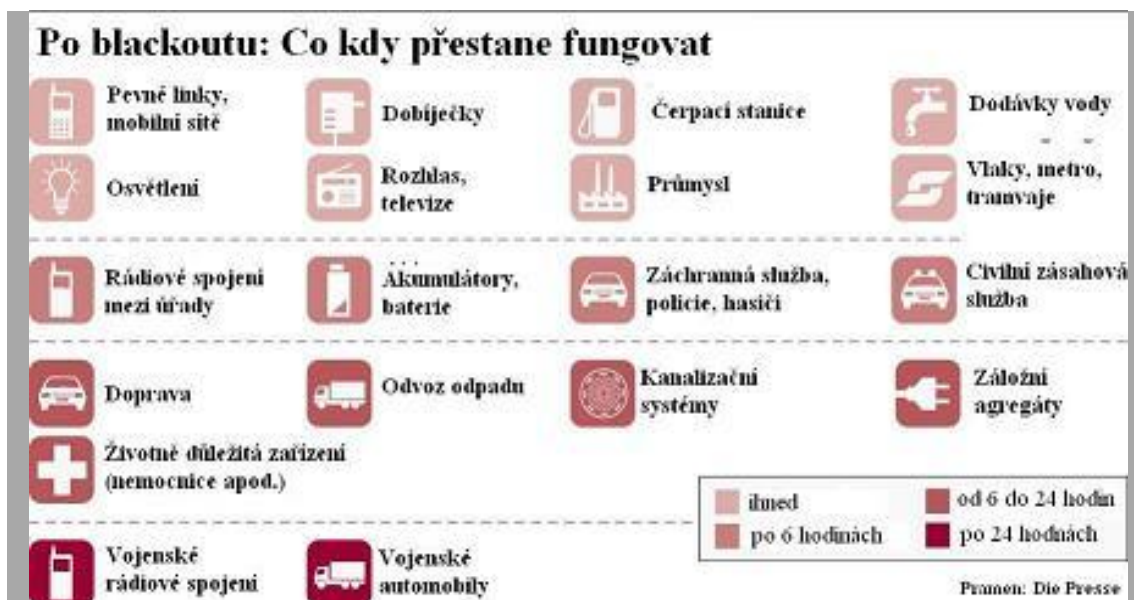 Po blackoutu: Co kdy přestane fungovat
Pevné linky,
mobilní sítě
Dobíječky
Čerpací stanice
Dodávky vody
Osvětlení
Rozhlas,
televize
Průmysl
Vlaky, metro,
tramvaje
Rádiové spojení
mezi úřady
Akumulátory,
baterie
Záchranná služba,
policie, hasiči
Civilní zásahová
služba
Doprava
Odvoz odpadu
Kanalizační
systémy
Záložní
agregáty
Životně důležitá zařízení
(nemocnice apod.)
ihned
od 6 do 24 hodin
po 6 hodinách
po 24 hodnách
Vojenské
rádiové spojení
Vojenské
automobily
Pramen: Die Presse